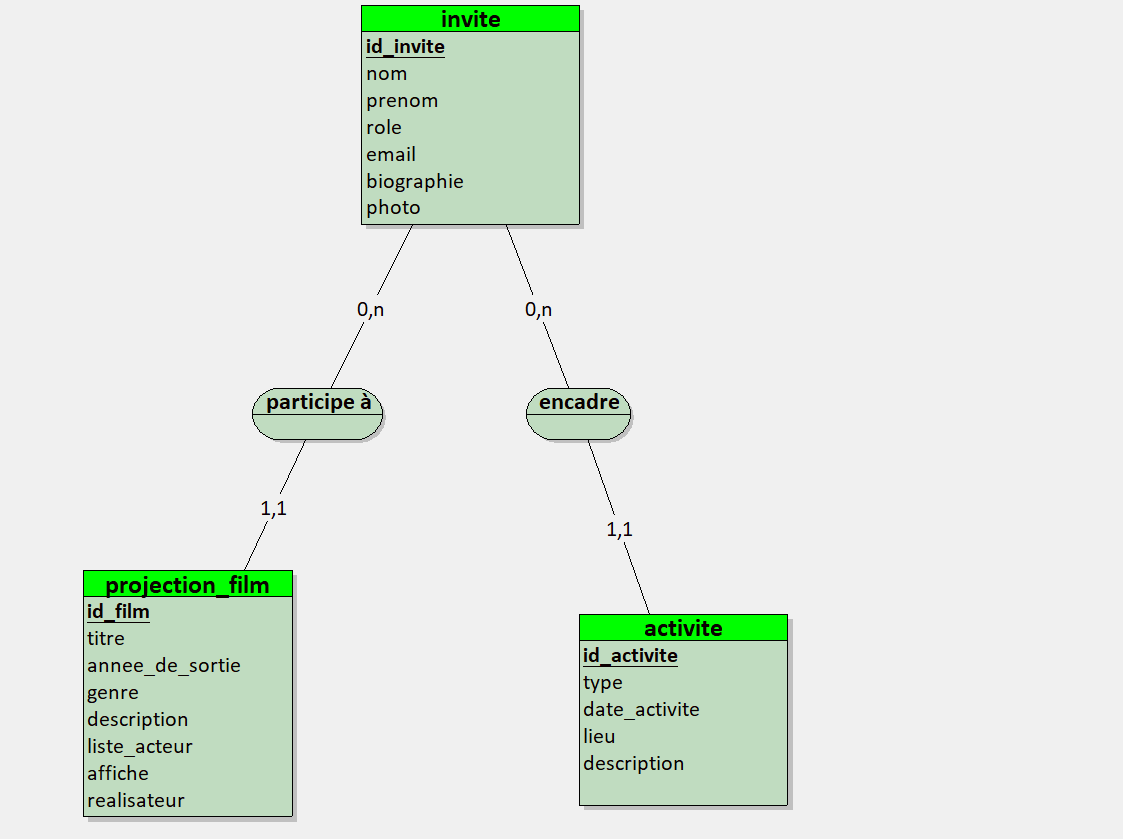 invite
id_invite
nom
prenom
role
email
biographie
photo
0,n
0,n
participe à
encadre
1,1
1,1
projection_film
id_film
titre
annee_de_sortie
genre
description
liste_acteur
affiche
realisateur
activite
id_activite
type
date_activite
lieu
description